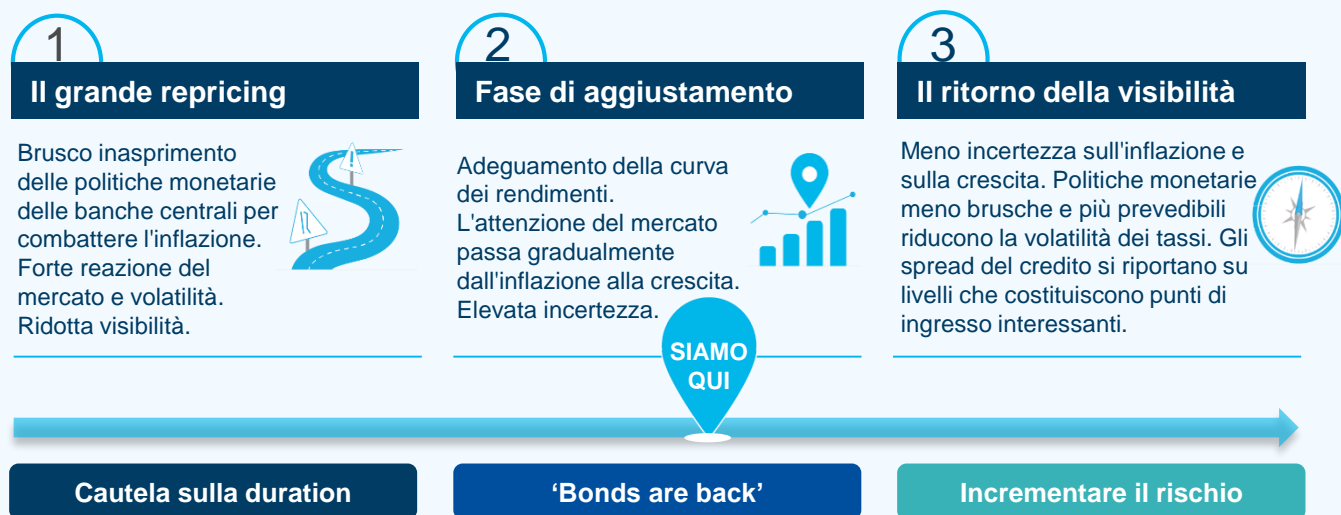 1
Il grande repricing
Brusco inasprimento
delle politiche monetarie
delle banche centrali per
combattere l'inflazione.
Forte reazione del
mercato e volatilità.
Ridotta visibilità.
2
Fase di aggiustamento
Adeguamento della curva
dei rendimenti.
L'attenzione del mercato
passa gradualmente
dall'inflazione alla crescita.
Elevata incertezza.
3
Il ritorno della visibilità
Meno incertezza sull'inflazione e
sulla crescita. Politiche monetarie
meno brusche e più prevedibili
riducono la volatilità dei tassi. Gli
spread del credito si riportano su
livelli che costituiscono punti di
ingresso interessanti.
SIAMO
QUI
Cautela sulla duration
‘Bonds are back’
Incrementare il rischio